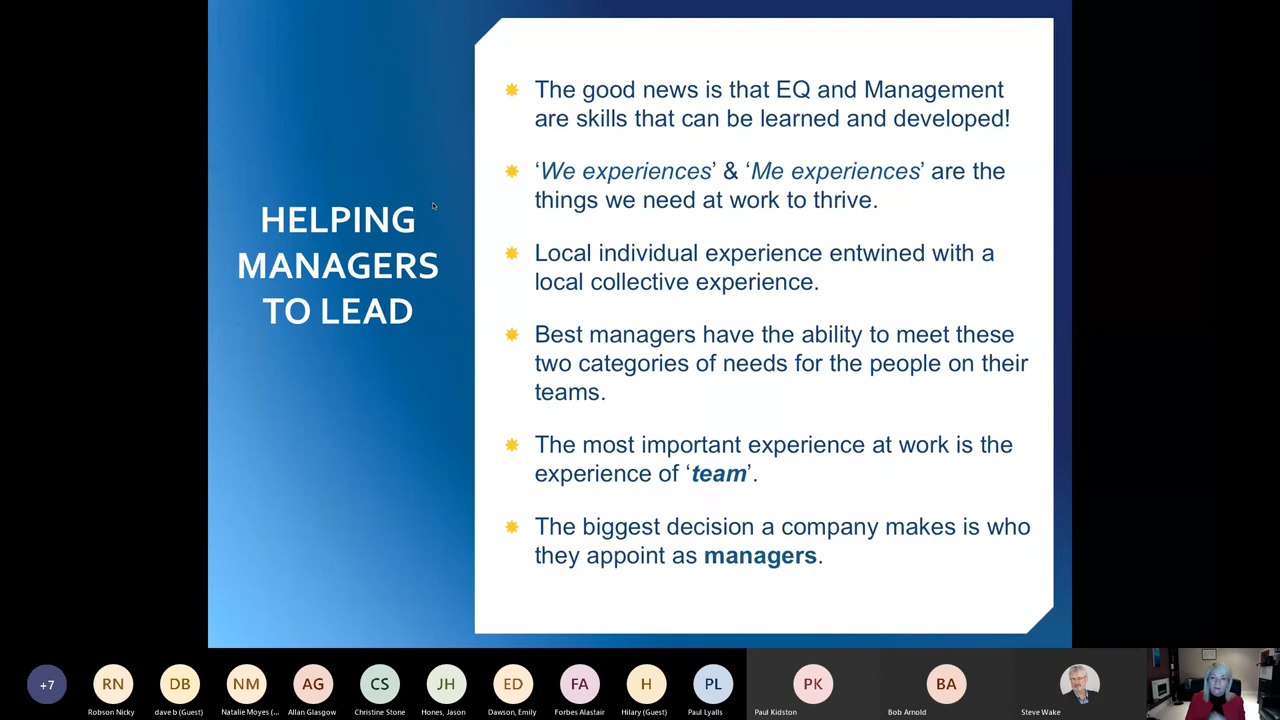 HELPING
MANAGERS
TO LEAD
The good news is that EQ and Management
are skills that can be learned and developed!
‘We experiences’ & ‘Me experiences’ are the
things we need at work to thrive.
Local individual experience entwined with a
local collective experience.
Best managers have the ability to meet these
two categories of needs for the people on their
teams.
The most important experience at work is the
experience of ‘team’.
The biggest decision a company makes is who
they appoint as managers.
+7
RN
DB
NM
AG
CS
JH
ED
FA
H
PL
PK
BA
Robson Nicky
dave b (Guest)
Natalie Moyes (...
Allan Glasgow
Christine Stone
Hones, Jason
Dawson, Emily
Forbes Alastair
Hilary (Guest)
Paul Lyalls
Paul Kidston
Bob Arnold
Steve Wake